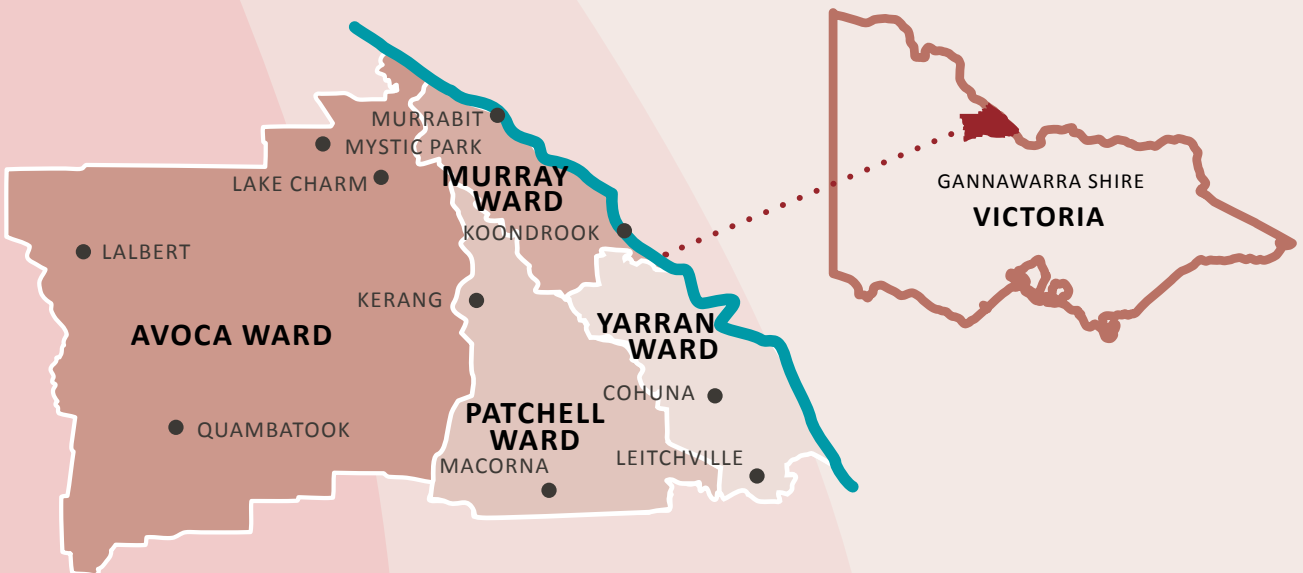 MURRABIT
MYSTIC PARK
LAKE CHARM
MURRAY
WARD
KOONDROOK
LALBERT
KERANG
AVOCA WARD
YARRAN
WARD
COHUNA
PATCHELL
WARD
QUAMBATOOK
MACORNA
LEITCHVILLE
GANNAWARRA SHIRE
VICTORIA